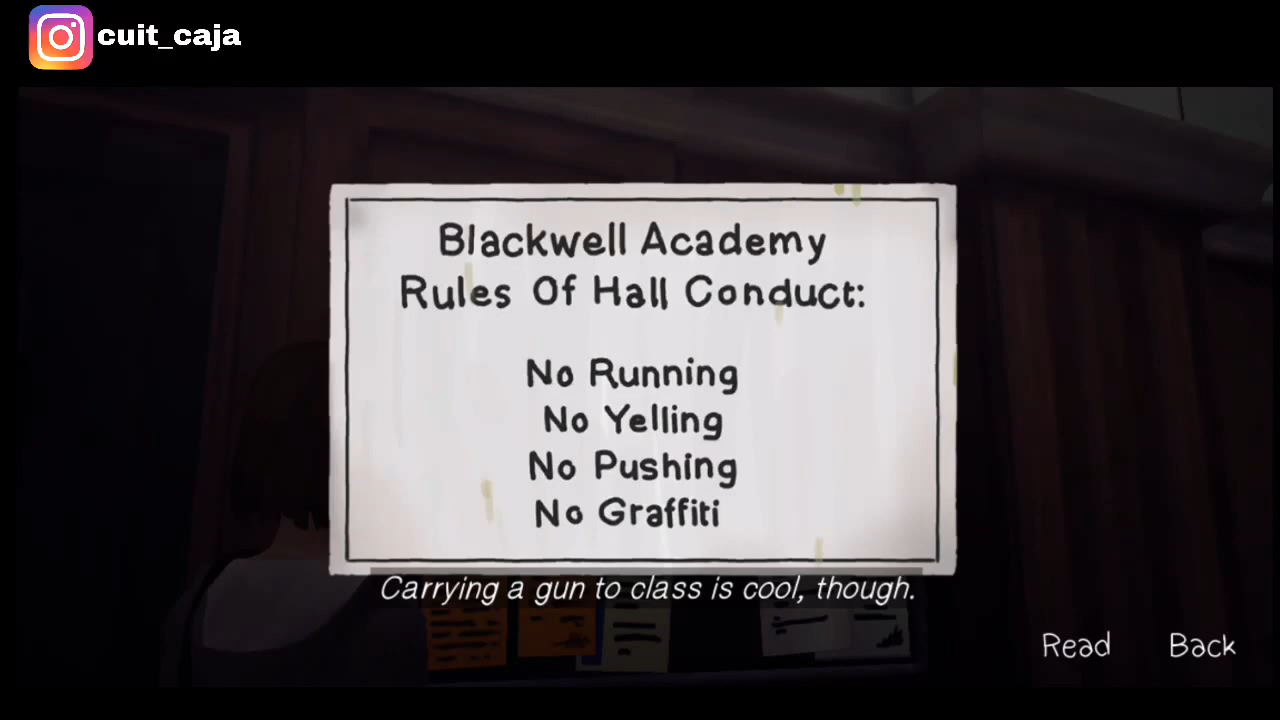 cuit_caja
Blackwell Academy
Rules Of Hall Conduct:
No Running
No Yelling
No Pushing
No Graffiti
Carrying a gun to class is cool, though.
Read Back